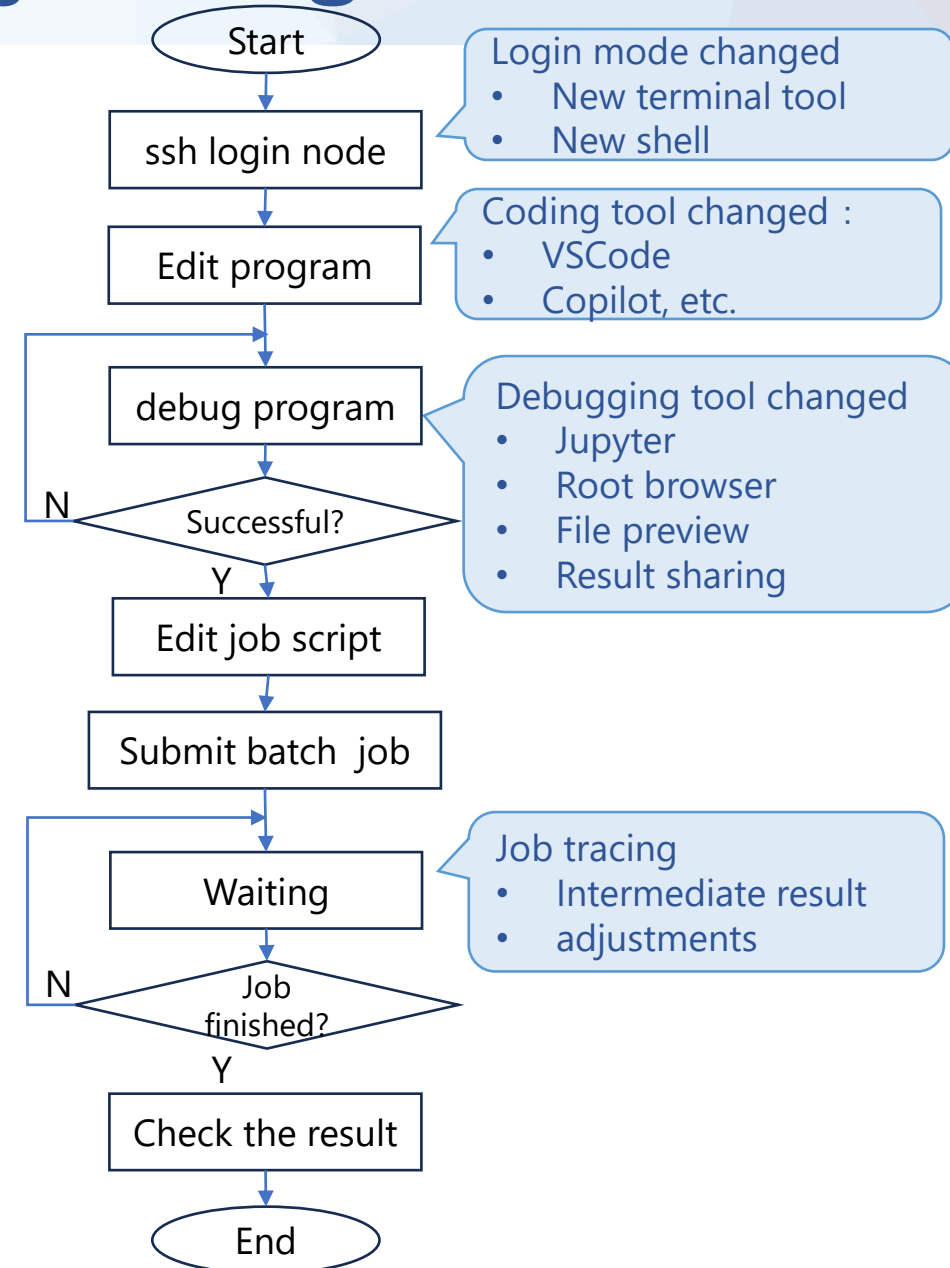 Start
Login mode changed
• New terminal tool
• New shell
ssh login node
Coding tool changed：
• VSCode
• Copilot, etc.
Edit program
debug program
Debugging tool changed
• Jupyter
• Root browser
• File preview
• Result sharing
N
Successful?
Y
Edit job script
Submit batch job
Waiting
Job tracing
• Intermediate result
• adjustments
N
Job
finished?
Y
Check the result
End